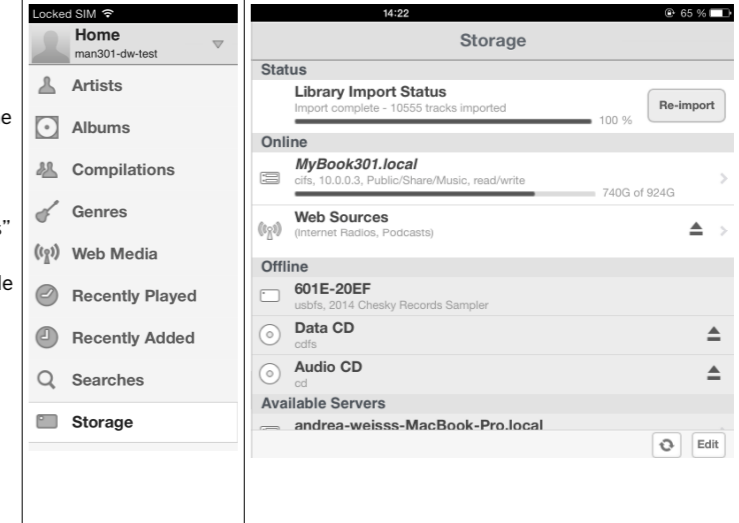 Locked SIM
Home
man301-dw-test
Artists
Albums
Compilations
Genres
Web Media
Recently Played
Recently Added
Searches
Storage
14:22
65 %
Storage
Status
Library Import Status
Import complete - 10555 tracks imported
100 %
Re-import
Online
MyBook301.local
cifs, 10.0.0.3, Public/Share/Music, read/write
740G of 924G
Web Sources
(Internet Radios, Podcasts)
Offline
601E-20EF
usbfs, 2014 Chesky Records Sampler
Data CD
cdfs
Audio CD
cd
Available Servers
andrea-weisss-MacBook-Pro.local
Edit